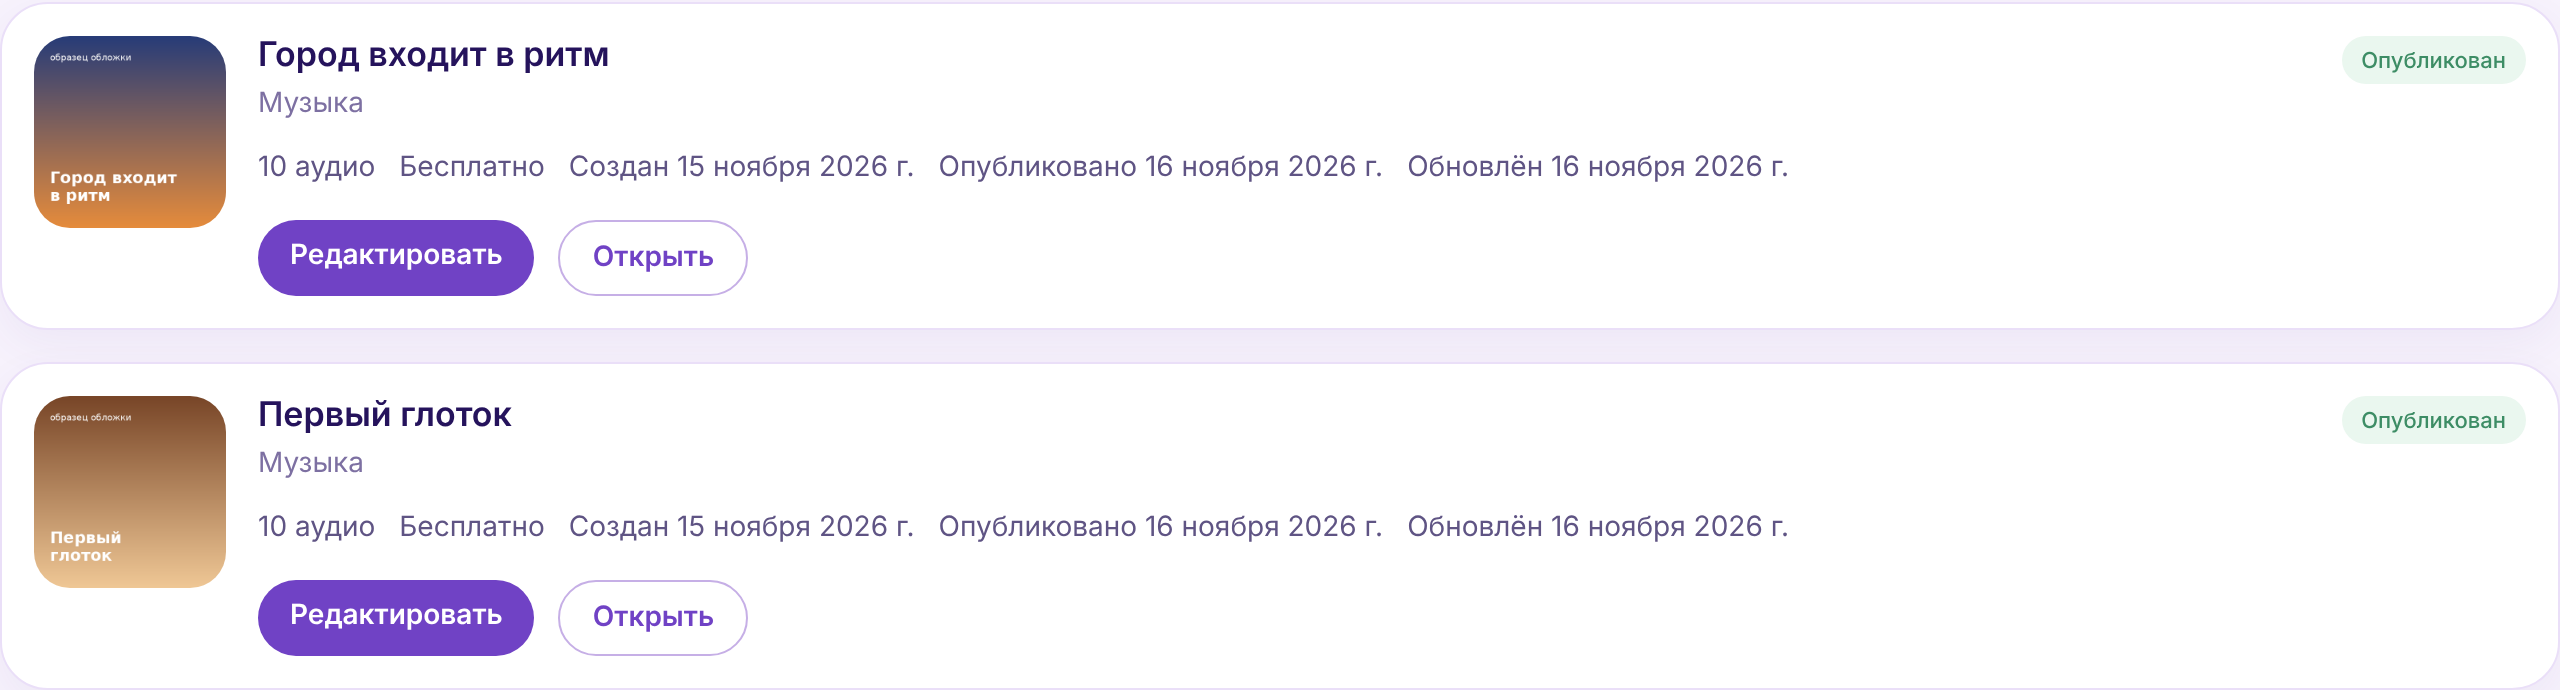 образец обложки
Город входит
в ритм
Город входит в ритм
Опубликован
Музыка
10 аудио Бесплатно Создан 15 ноября 2026 г. Опубликовано 16 ноября 2026 г. Обновлён 16 ноября 2026 г.
Редактировать Открыть
образец обложки
Первый
глоток
Первый глоток
Опубликован
Музыка
10 аудио Бесплатно Создан 15 ноября 2026 г. Опубликовано 16 ноября 2026 г. Обновлён 16 ноября 2026 г.
Редактировать Открыть